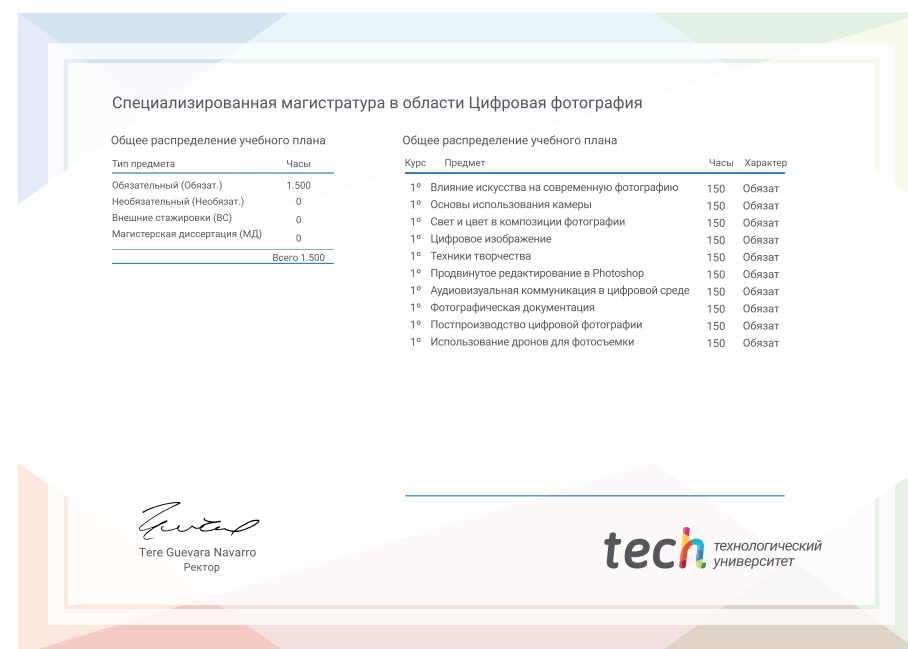 Специализированная магистратура в области Цифровая фотография
Общее распределение учебного плана
Тип предмета Часы
Обязательный (Обязат.) 1.500
Необязательный (Необязат.) 0
Внешние стажировки (ВС) 0
Магистерская диссертация (МД) 0
Всего 1.500
Общее распределение учебного плана
Курс Предмет Часы Характер
1º Влияние искусства на современную фотографию 150 Обязат
1º Основы использования камеры 150 Обязат
1º Свет и цвет в композиции фотографии 150 Обязат
1º Цифровое изображение 150 Обязат
1º Техники творчества 150 Обязат
1º Продвинутое редактирование в Photoshop 150 Обязат
1º Аудиовизуальная коммуникация в цифровой среде 150 Обязат
1º Фотографическая документация 150 Обязат
1º Постпроизводство цифровой фотографии 150 Обязат
1º Использование дронов для фотосъемки 150 Обязат
Tere Guevara Navarro
Ректор
tech технологический
университет